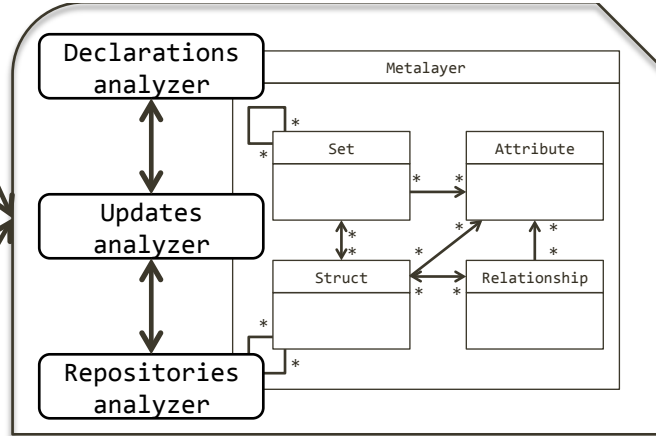 Declarations
analyzer
Metalayer
*
*
Set
Attribute
* *
Updates
analyzer
*
*
*
*
*
*
Struct
Relationship
* *
*
*
Repositories
analyzer